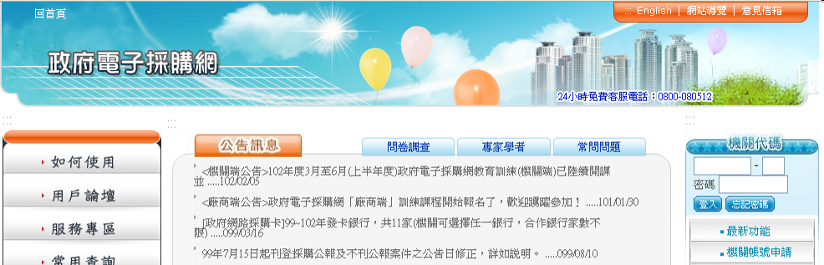 回首頁
::: English | 網站導覽 | 意見信箱
政府電子採購網
24小時免費客服電話：0800-080512
:::
:::
:::
如何使用
用戶論壇
服務專區
常用查詢
公告訊息
問卷調查
專家學者
常問問題
<機關端公告>102年度3月至6月(上半年度)政府電子採購網教育訓練(機關端)已陸續開課
並 .....102/02/05
<廠商端公告>政府電子採購網「廠商端」訓練課程開始報名了，歡迎踴躍參加！ .....101/01/30
[政府網路採購卡]99~102年發卡銀行，共11家(機關可選擇任一銀行，合作銀行家數不
限) .....099/03/16
99年7月15日起刊登採購公報及不刊公報案件之公告日修正，詳如說明。 .....099/08/10
機關代碼
-
密碼
登入
忘記密碼
最新功能
機關帳號申請